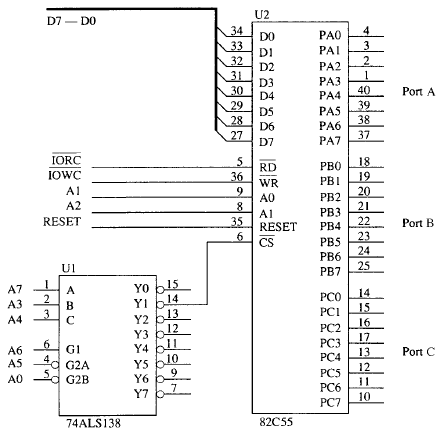 U2
D7 — D0
34 D0 PA0 4
33 D1 PA1 3
32 D2 PA2 2
31 D3 PA3 1
30 D4 PA4 40 Port A
29 D5 PA5 39
28 D6 PA6 38
27 D7 PA7 37
IORC 5 RD PB0 18
IOWC 36 WR PB1 19
A1 9 A0 PB2 20
A2 8 A1 PB3 21
RESET 35 RESET PB4 22 Port B
6 CS PB5 23
PB6 24
PB7 25
U1
A7 1 A Y0 15
A3 2 B Y1 14
A4 3 C Y2 13
Y3 12
A6 6 G1 Y4 11
A5 4 G2A Y5 10
A0 5 G2B Y6 9
Y7 7
74ALS138
PC0 14
PC1 15
PC2 16
PC3 17
PC4 13 Port C
PC5 12
PC6 11
PC7 10
82C55